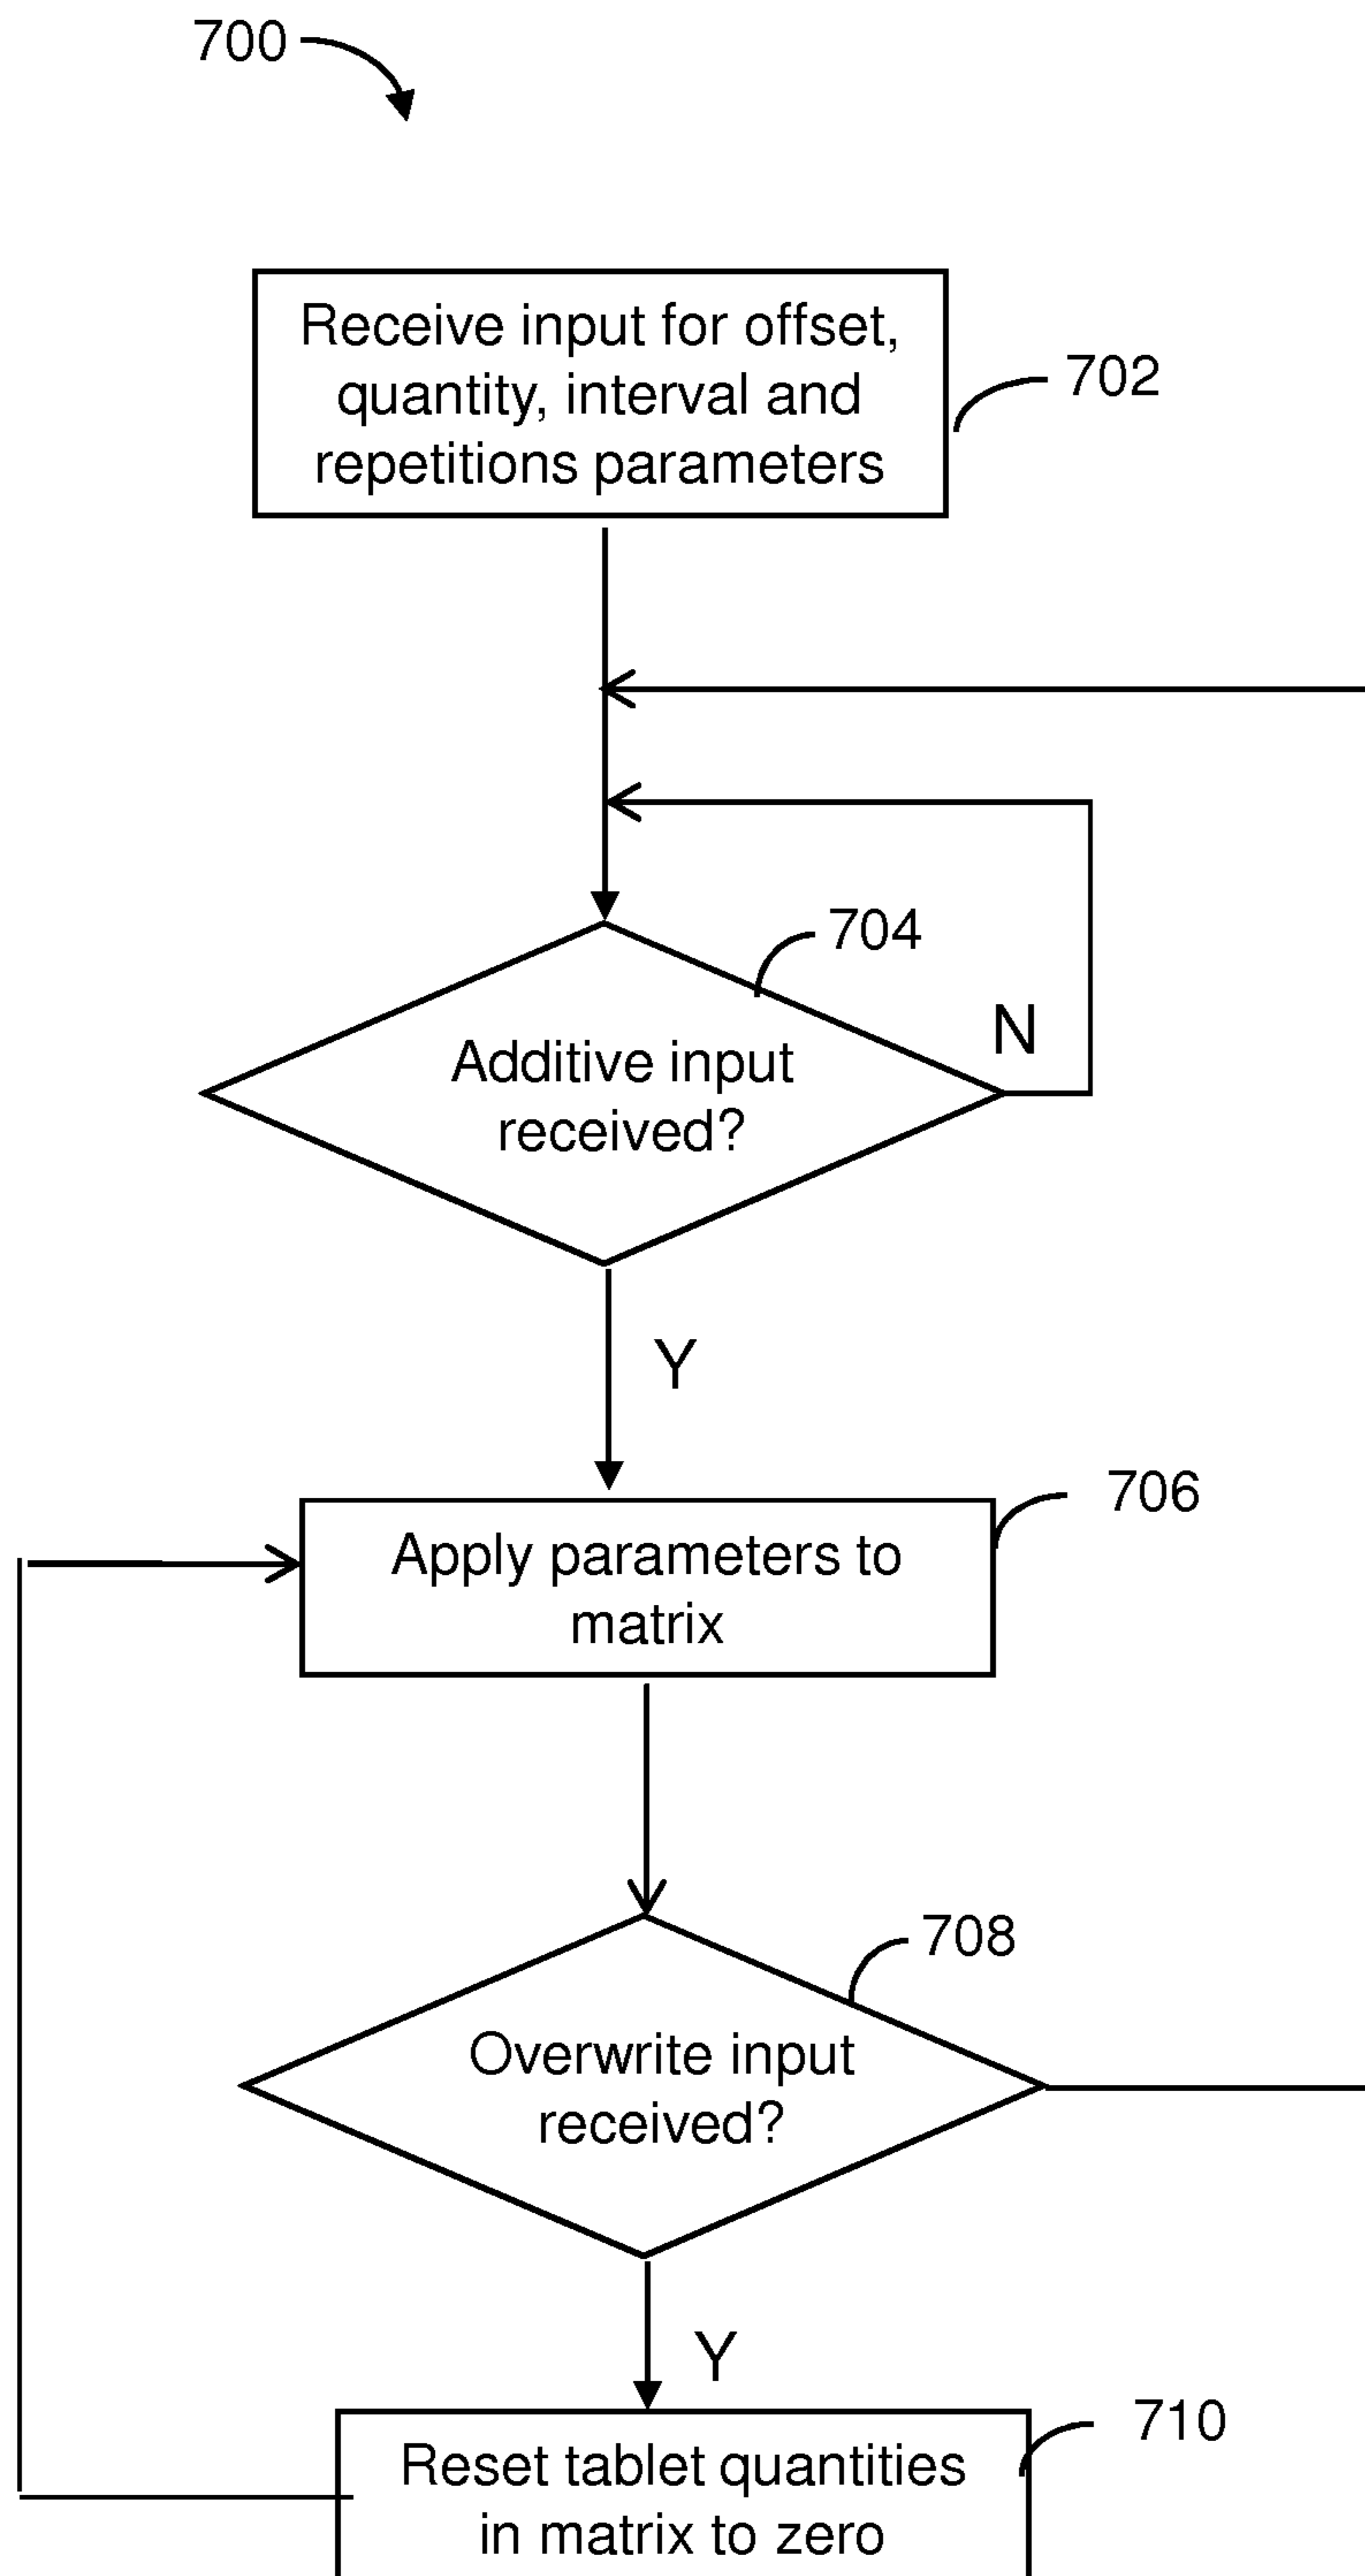 700
Receive input for offset,
quantity, interval and
repetitions parameters
702
704
N
Additive input
received?
Y
706
Apply parameters to
matrix
708
Overwrite input
received?
Y
710
Reset tablet quantities
in matrix to zero